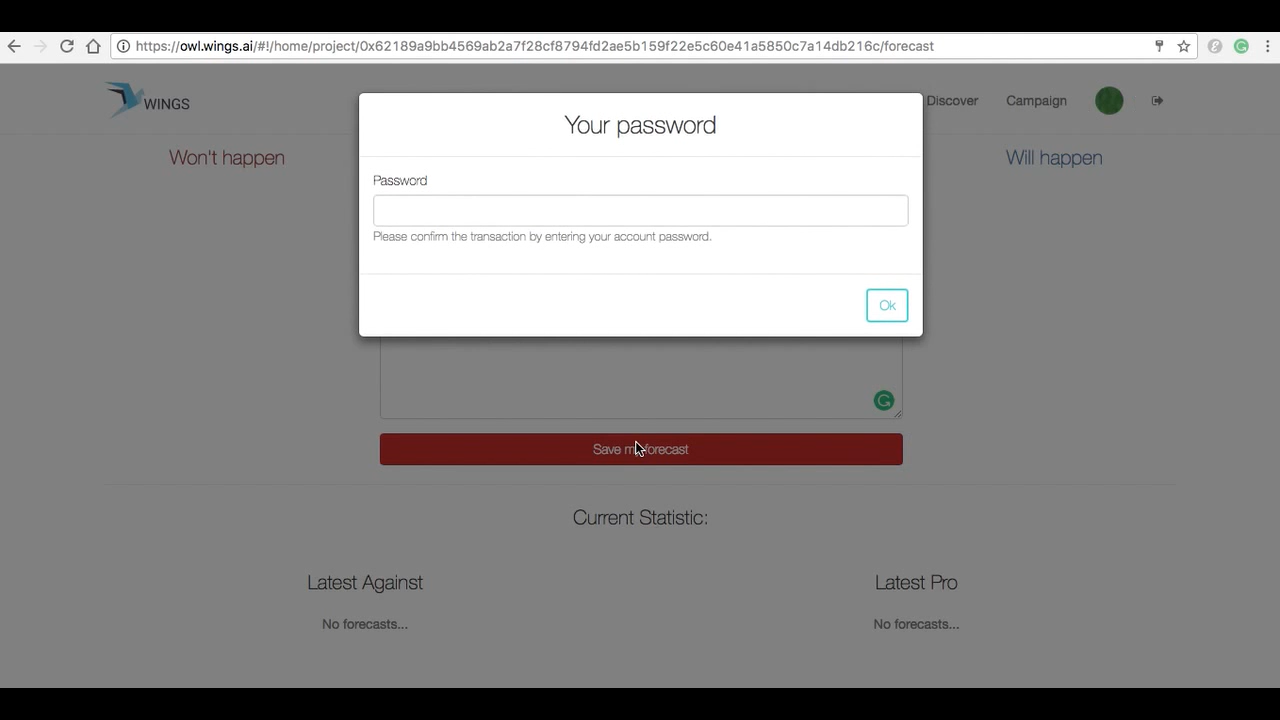 https://owl.wings.ai/#!/home/project/0x62189a9bb4569ab2a7f28cf8794fd2ae5b159f22e5c60e41a5850c7a14db216c/forecast
WINGS
Discover
Campaign
Your password
Won't happen
Will happen
Password
Please confirm the transaction by entering your account password.
Ok
Save my forecast
Current Statistic:
Latest Against
Latest Pro
No forecasts...
No forecasts...